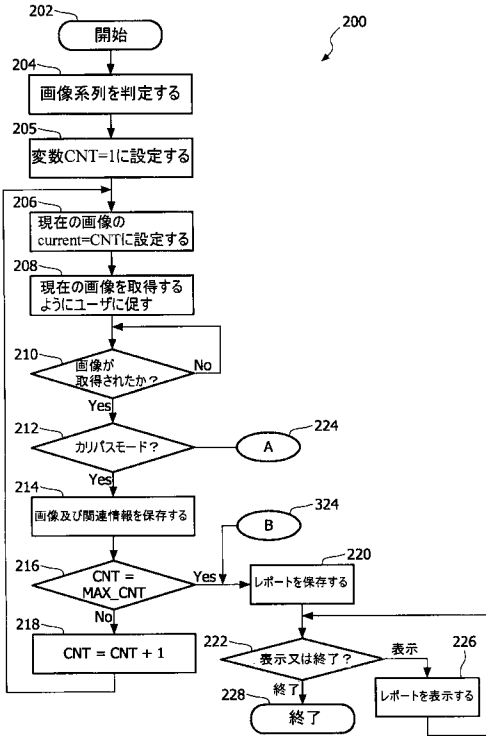 202
開始
200
204
画像系列を判定する
205
変数CNT=1に設定する
206
現在の画像の
current=CNTに設定する
208
現在の画像を取得する
ようにユーザに促す
210
画像が
取得されたか？
No
Yes
212
カリパスモード？
224
A
Yes
214
画像及び関連情報を保存する
324
B
216
CNT =
MAX_CNT
Yes
220
レポートを保存する
No
218
CNT = CNT + 1
222
表示又は終了？
表示
226
レポートを表示する
終了
228
終了